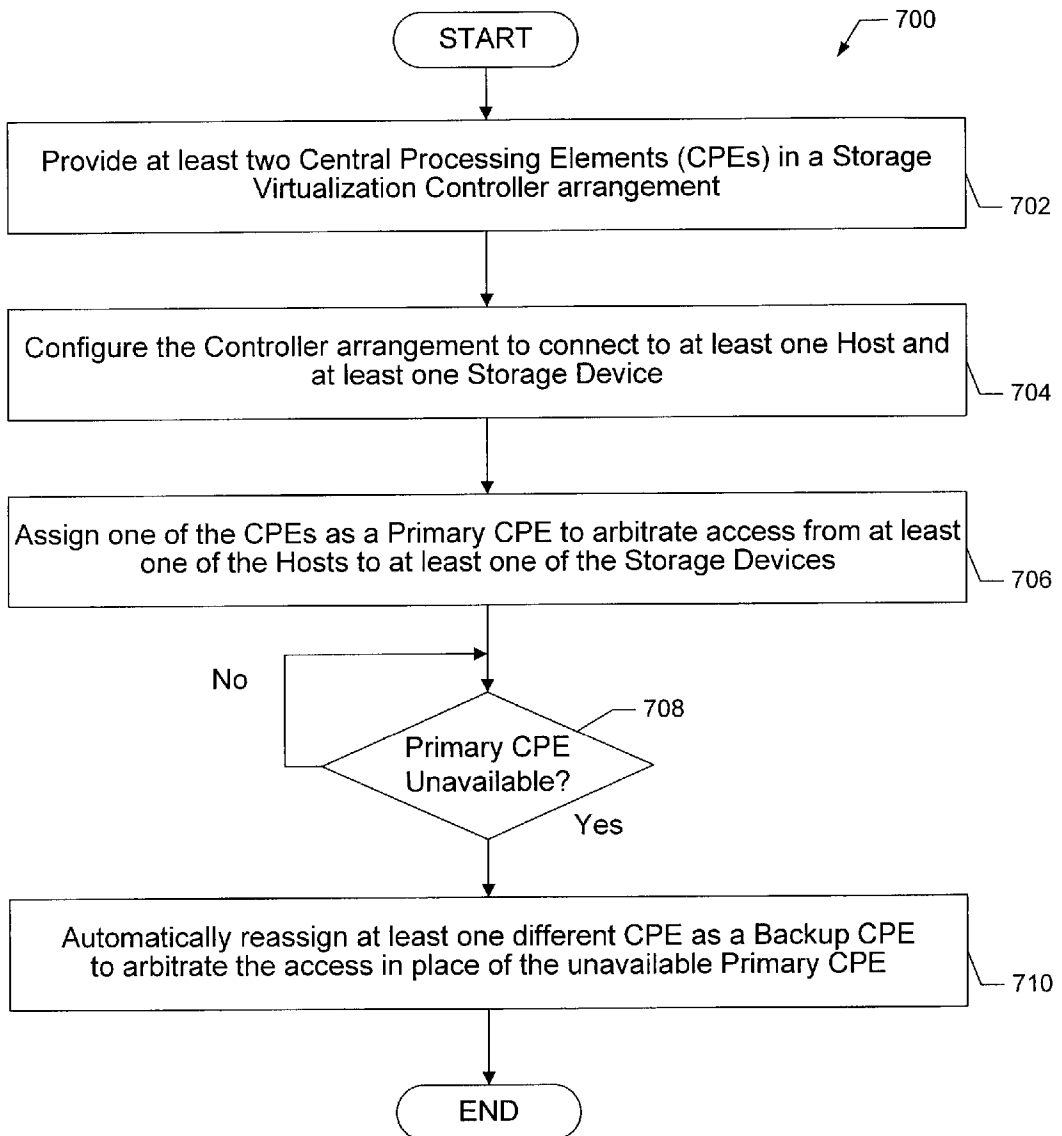 START
700
Provide at least two Central Processing Elements (CPEs) in a Storage
Virtualization Controller arrangement
702
Configure the Controller arrangement to connect to at least one Host and
at least one Storage Device
704
Assign one of the CPEs as a Primary CPE to arbitrate access from at least
one of the Hosts to at least one of the Storage Devices
706
No
708
Primary CPE
Unavailable?
Yes
Automatically reassign at least one different CPE as a Backup CPE
to arbitrate the access in place of the unavailable Primary CPE
710
END